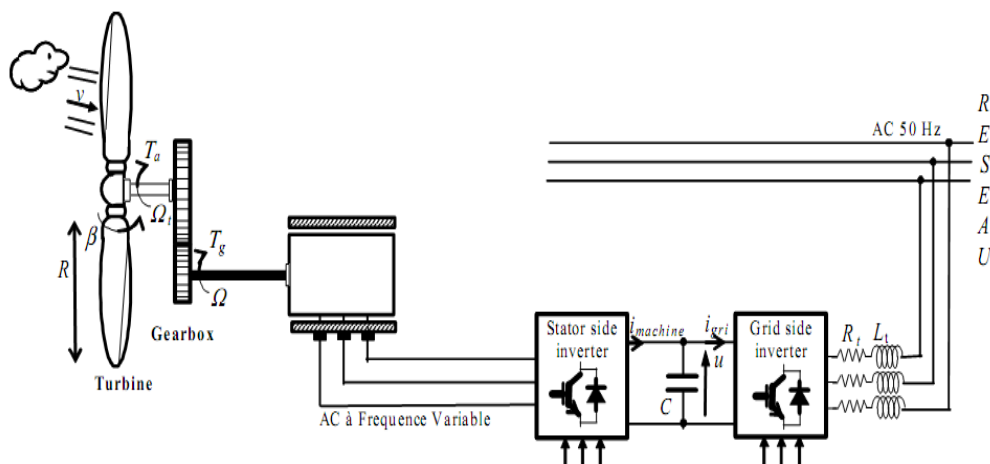 v
T_a
Ω_t
β
R
T_g
Ω
Gearbox
Turbine
AC à Frequence Variable
Stator side
inverter
i_machine
C
u
i_gri
Grid side
inverter
R_t
L_t
AC 50 Hz
R
E
S
E
A
U